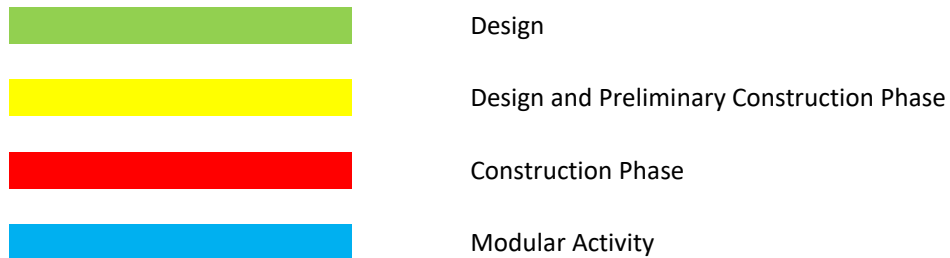 Design
Design and Preliminary Construction Phase
Construction Phase
Modular Activity